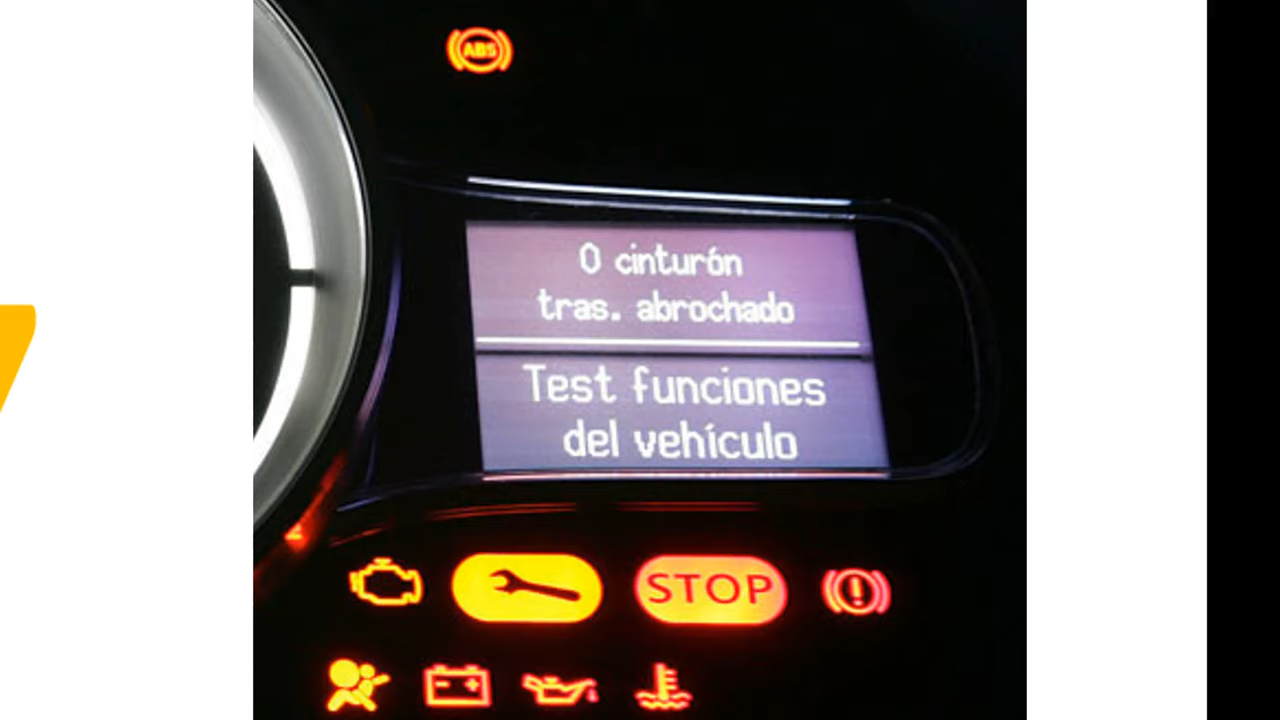 ABS
0 cinturón
tras. abrochado
Test funciones
del vehículo
STOP